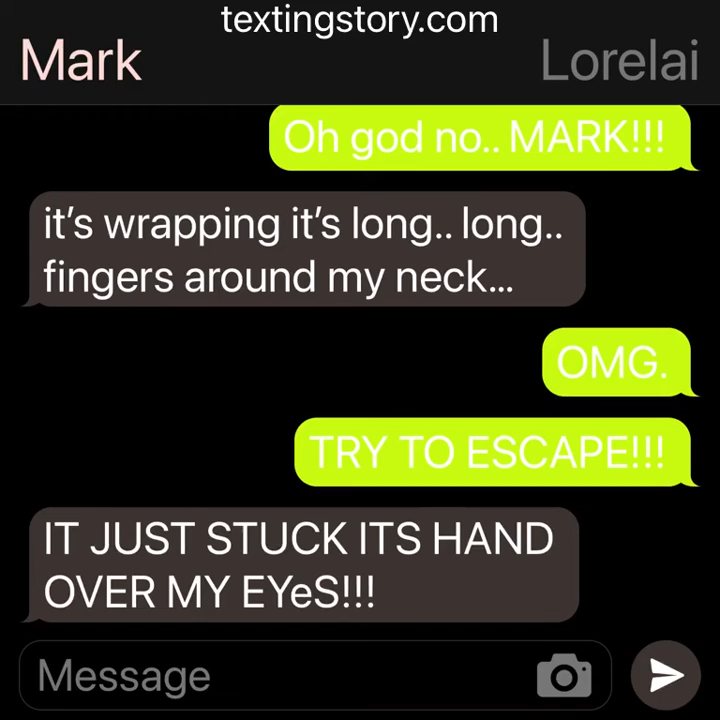 textingstory.com
Mark
Lorelai
Oh god no.. MARK!!!
it’s wrapping it’s long.. long..
fingers around my neck...
OMG.
TRY TO ESCAPE!!!
IT JUST STUCK ITS HAND
OVER MY EYeS!!!
Message